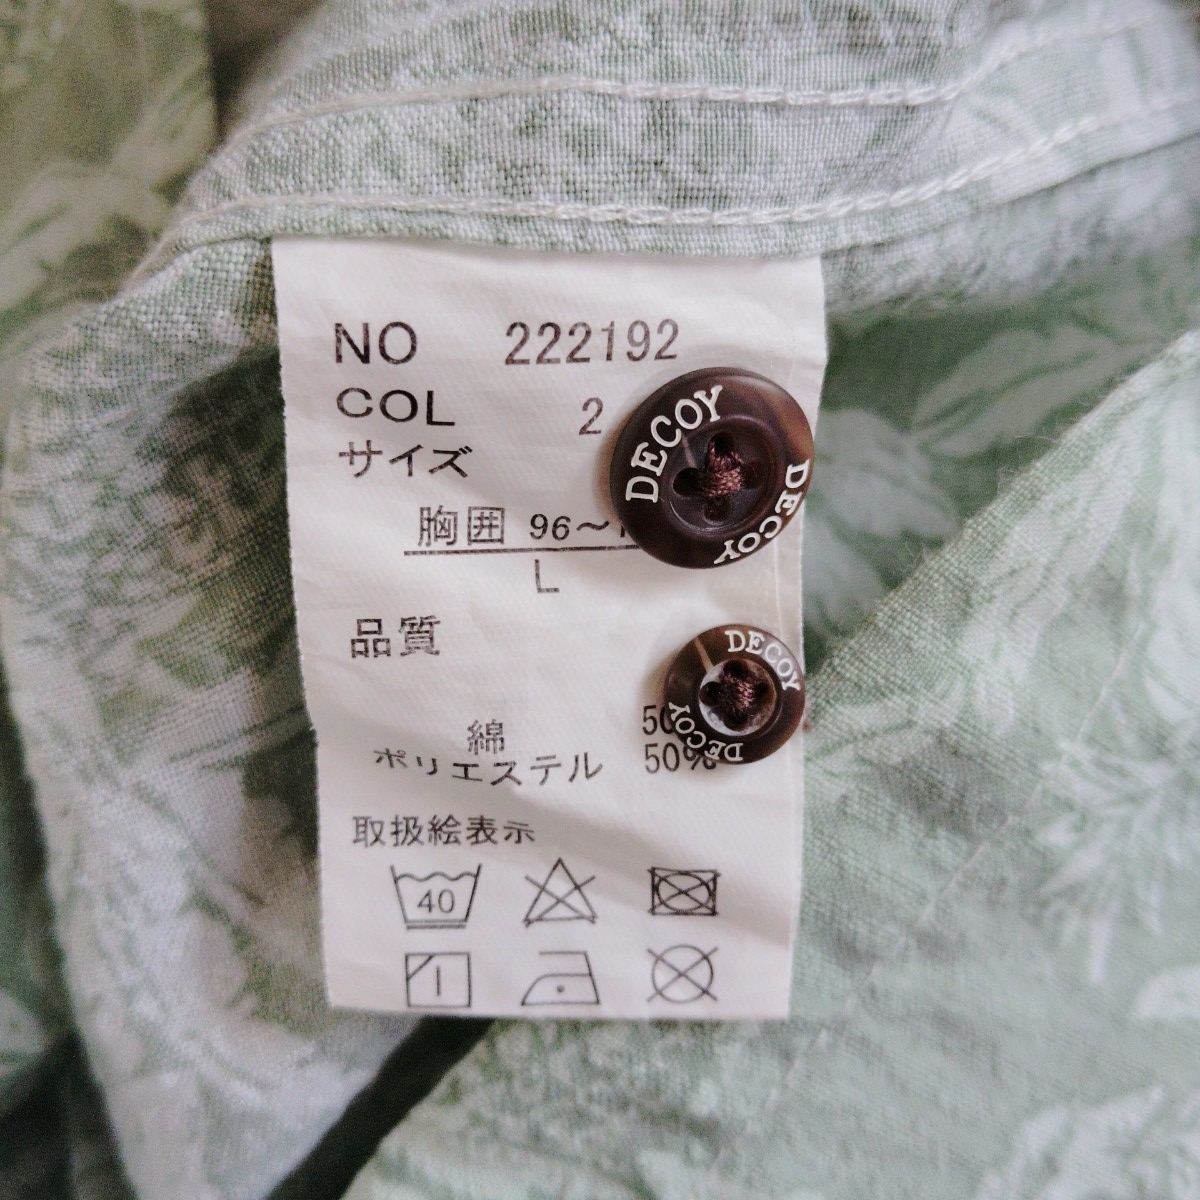 NO 222192
COL 2
サイズ
胸囲 96～
L
品質
綿 50
ポリエステル 50%
取扱絵表示
40
DECOY DECOY
DECOY DECOY